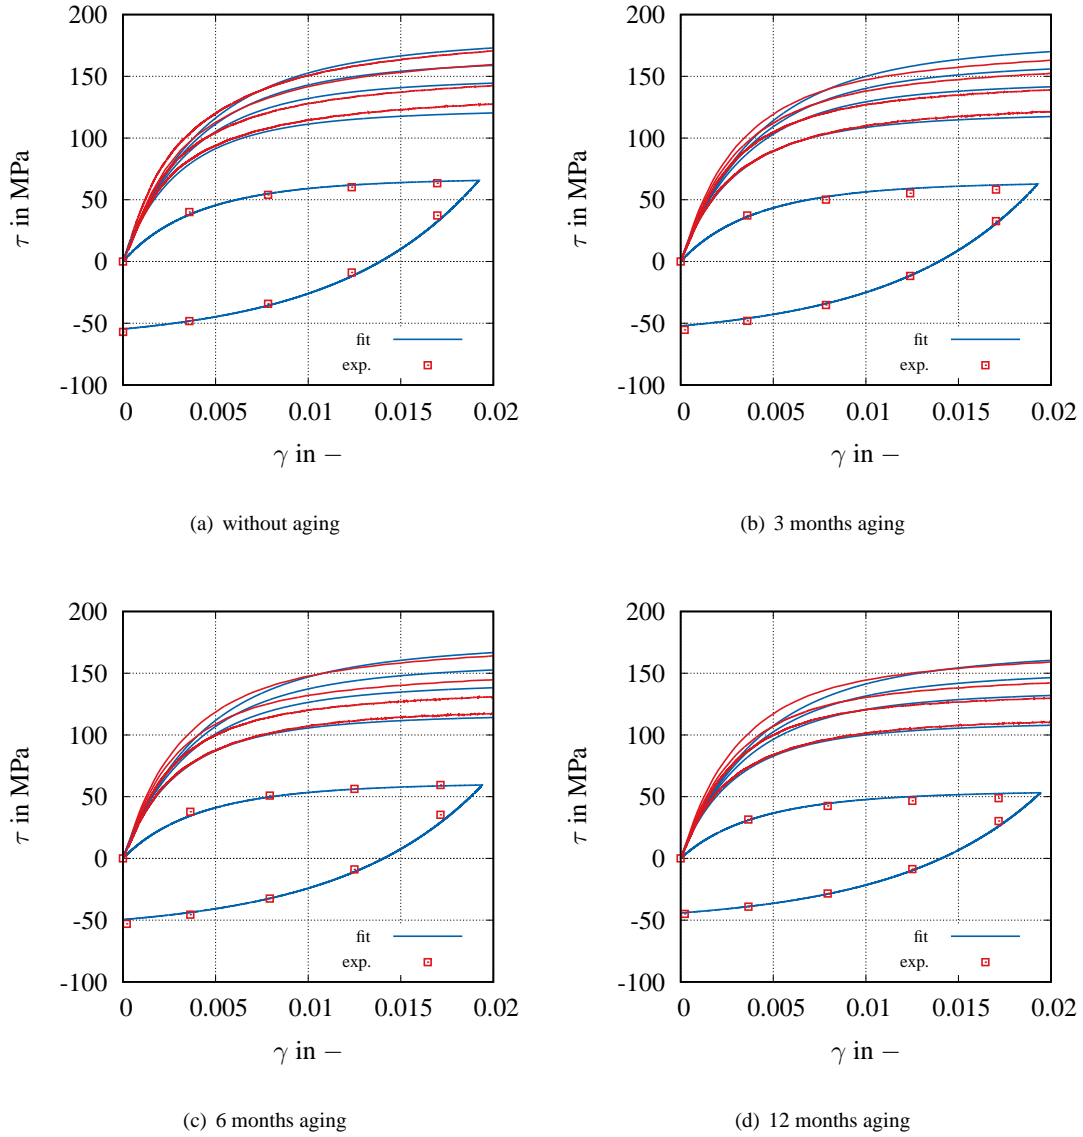 200
150
100
50
0
-50
-100
τ in MPa
fit
exp.
0 0.005 0.01 0.015 0.02
γ in −
(a) without aging
200
150
100
50
0
-50
-100
τ in MPa
fit
exp.
0 0.005 0.01 0.015 0.02
γ in −
(b) 3 months aging
200
150
100
50
0
-50
-100
τ in MPa
fit
exp.
0 0.005 0.01 0.015 0.02
γ in −
(c) 6 months aging
200
150
100
50
0
-50
-100
τ in MPa
fit
exp.
0 0.005 0.01 0.015 0.02
γ in −
(d) 12 months aging